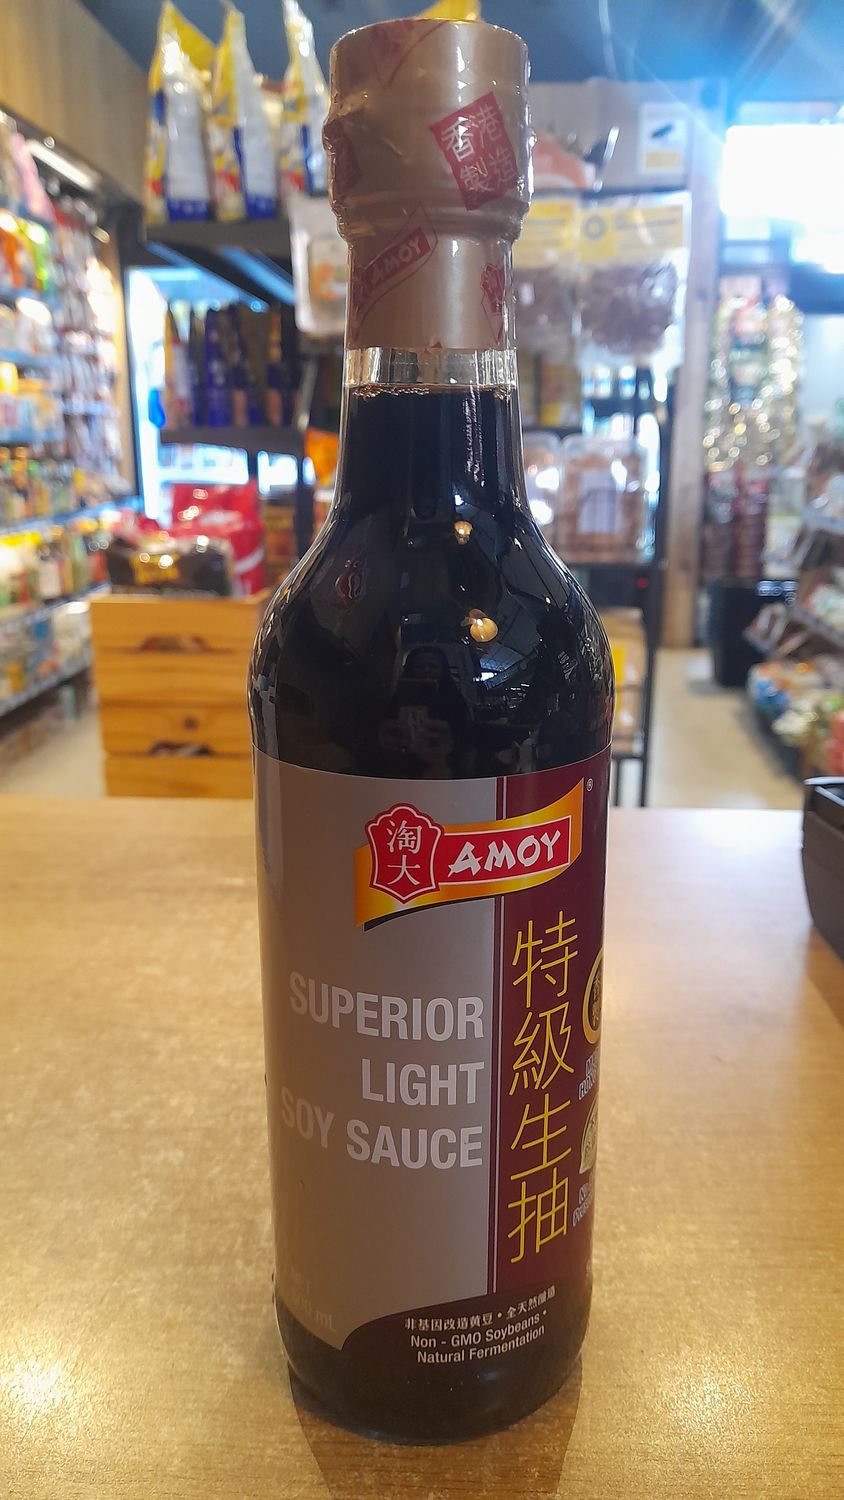 香港
製造
AMOY
淘大
AMOY
®
SUPERIOR
LIGHT
SOY SAUCE
特級生抽
mL
非基因改造黃豆・全天然釀造
Non - GMO Soybeans・
Natural Fermentation